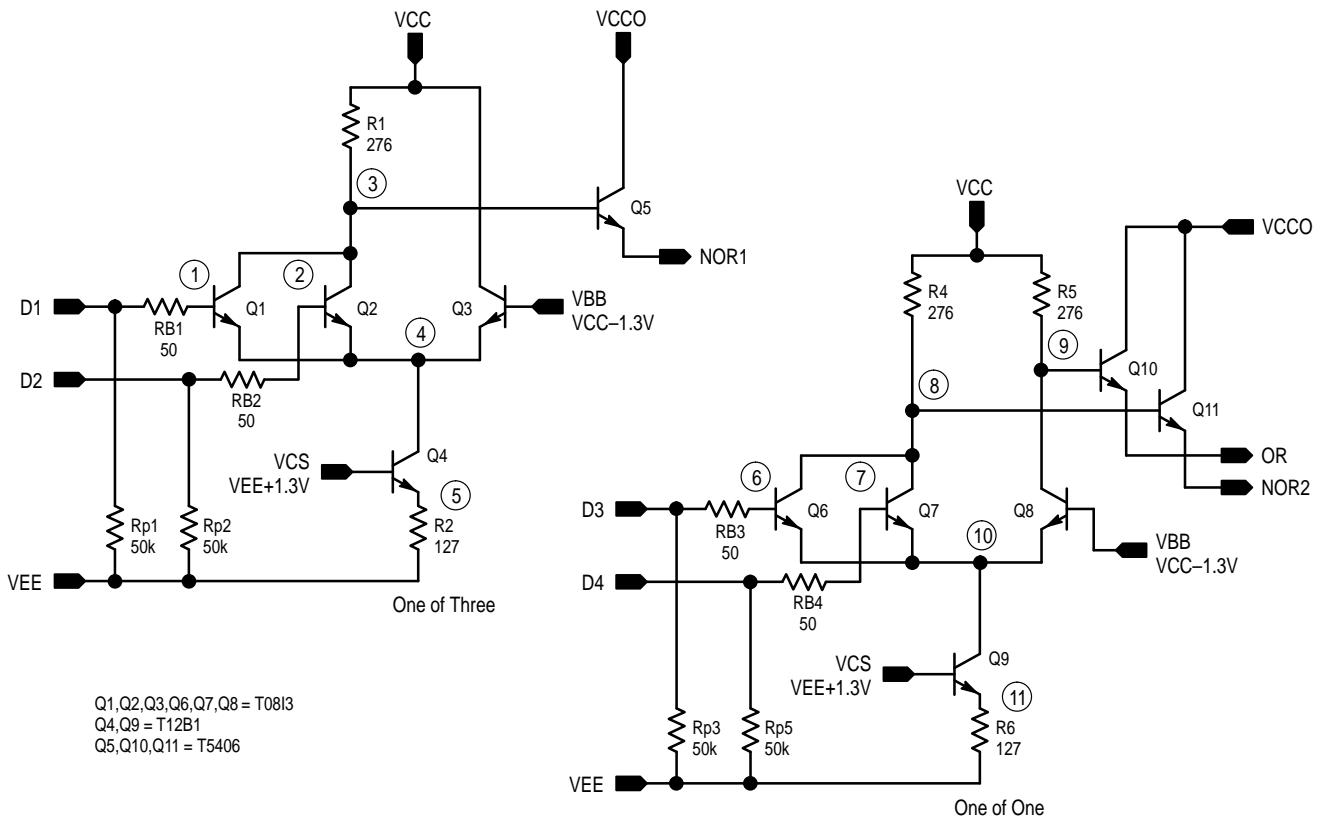 VCC
VCCO
R1
276
3
Q5
NOR1
1
2
D1
RB1
50
Q1
Q2
Q3
VBB
VCC–1.3V
4
D2
RB2
50
VCS
VEE+1.3V
Q4
5
Rp1
50k
Rp2
50k
R2
127
VEE
One of Three
VCC
VCCO
R4
276
R5
276
9
Q10
8
Q11
OR
NOR2
6
7
D3
RB3
50
Q6
Q7
Q8
VBB
VCC–1.3V
10
D4
RB4
50
VCS
VEE+1.3V
Q9
11
Rp3
50k
Rp5
50k
R6
127
VEE
One of One
Q1,Q2,Q3,Q6,Q7,Q8 = T08I3
Q4,Q9 = T12B1
Q5,Q10,Q11 = T5406